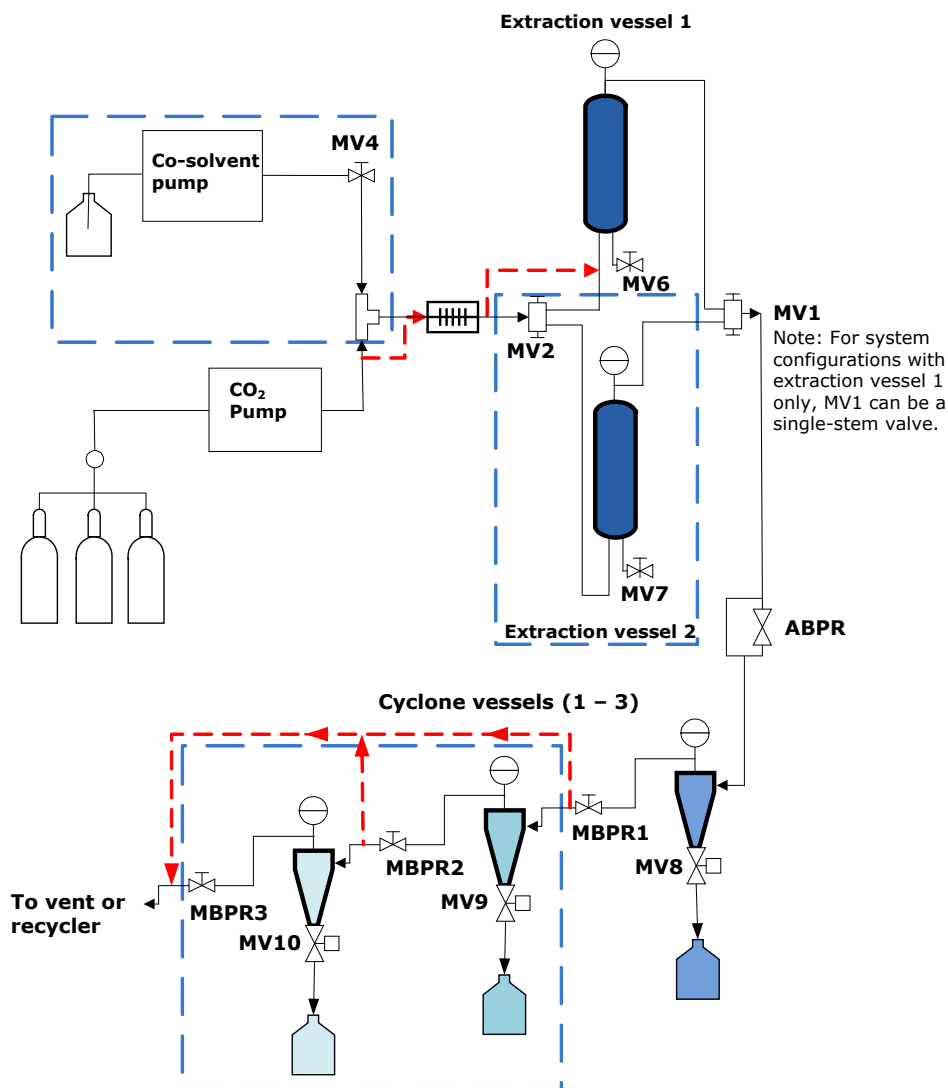 Extraction vessel 1
Co-solvent
pump
MV4
MV6
MV2
MV1
Note: For system
configurations with
extraction vessel 1
only, MV1 can be a
single-stem valve.
CO₂
Pump
MV7
Extraction vessel 2
ABPR
Cyclone vessels (1 – 3)
MBPR1
MBPR2
MV8
MBPR3
MV9
To vent or
recycler
MV10